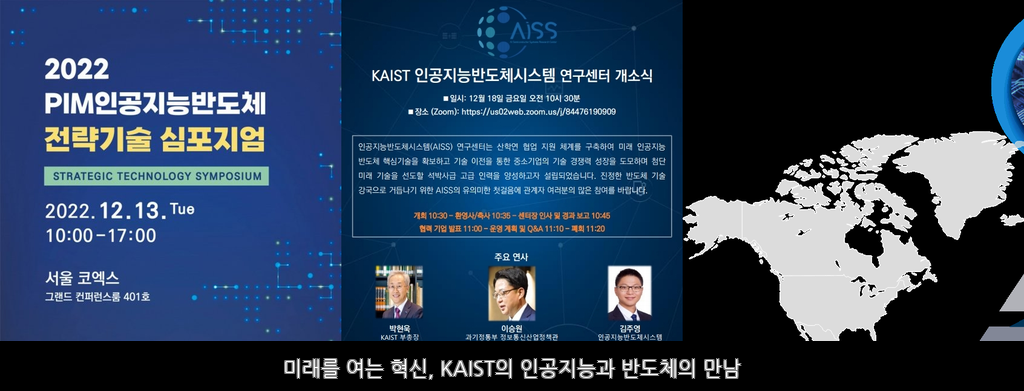 2022
PIM인공지능반도체
전략기술 심포지엄
STRATEGIC TECHNOLOGY SYMPOSIUM
2022.12.13.Tue
10:00-17:00
서울 코엑스
그랜드 컨퍼런스룸 401호
AISS
KAIST 인공지능반도체시스템 연구센터 개소식
■ 일시: 12월 18일 금요일 오전 10시 30분
■ 장소 (Zoom): https://us02web.zoom.us/j/84476190909
인공지능반도체시스템(AISS) 연구센터는 산학연 협업 지원 체계를 구축하여 미래 인공지능
반도체 핵심기술을 확보하고 기술 이전을 통한 중소기업의 기술 경쟁력 성장을 도모하며 첨단
미래 기술을 선도할 석박사급 고급 인력을 양성하고자 설립되었습니다. 진정한 반도체 기술
강국으로 거듭나기 위한 AISS의 유의미한 첫걸음에 관계자 여러분의 많은 참여를 바랍니다.
개회 10:30 – 환영사/축사 10:35 – 센터장 인사 및 경과 보고 10:45
협력 기업 발표 11:00 – 운영 계획 및 Q&A 11:10 – 폐회 11:20
주요 연사
박현욱
KAIST 부총장
이승원
과기정통부 정보통신산업정책관
김주영
인공지능반도체시스템
미래를 여는 혁신, KAIST의 인공지능과 반도체의 만남